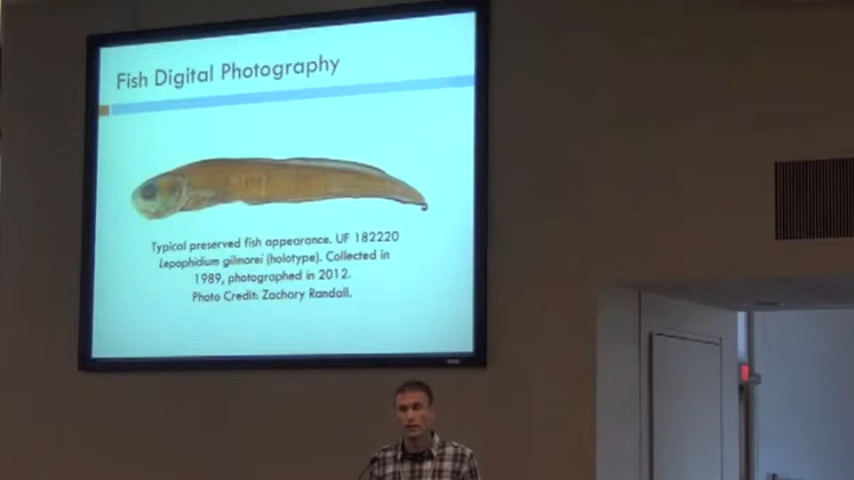 Fish Digital Photography
Typical preserved fish appearance. UF 182220
Lepophidium gilmorei (holotype). Collected in
1989, photographed in 2012.
Photo Credit: Zachary Randall.